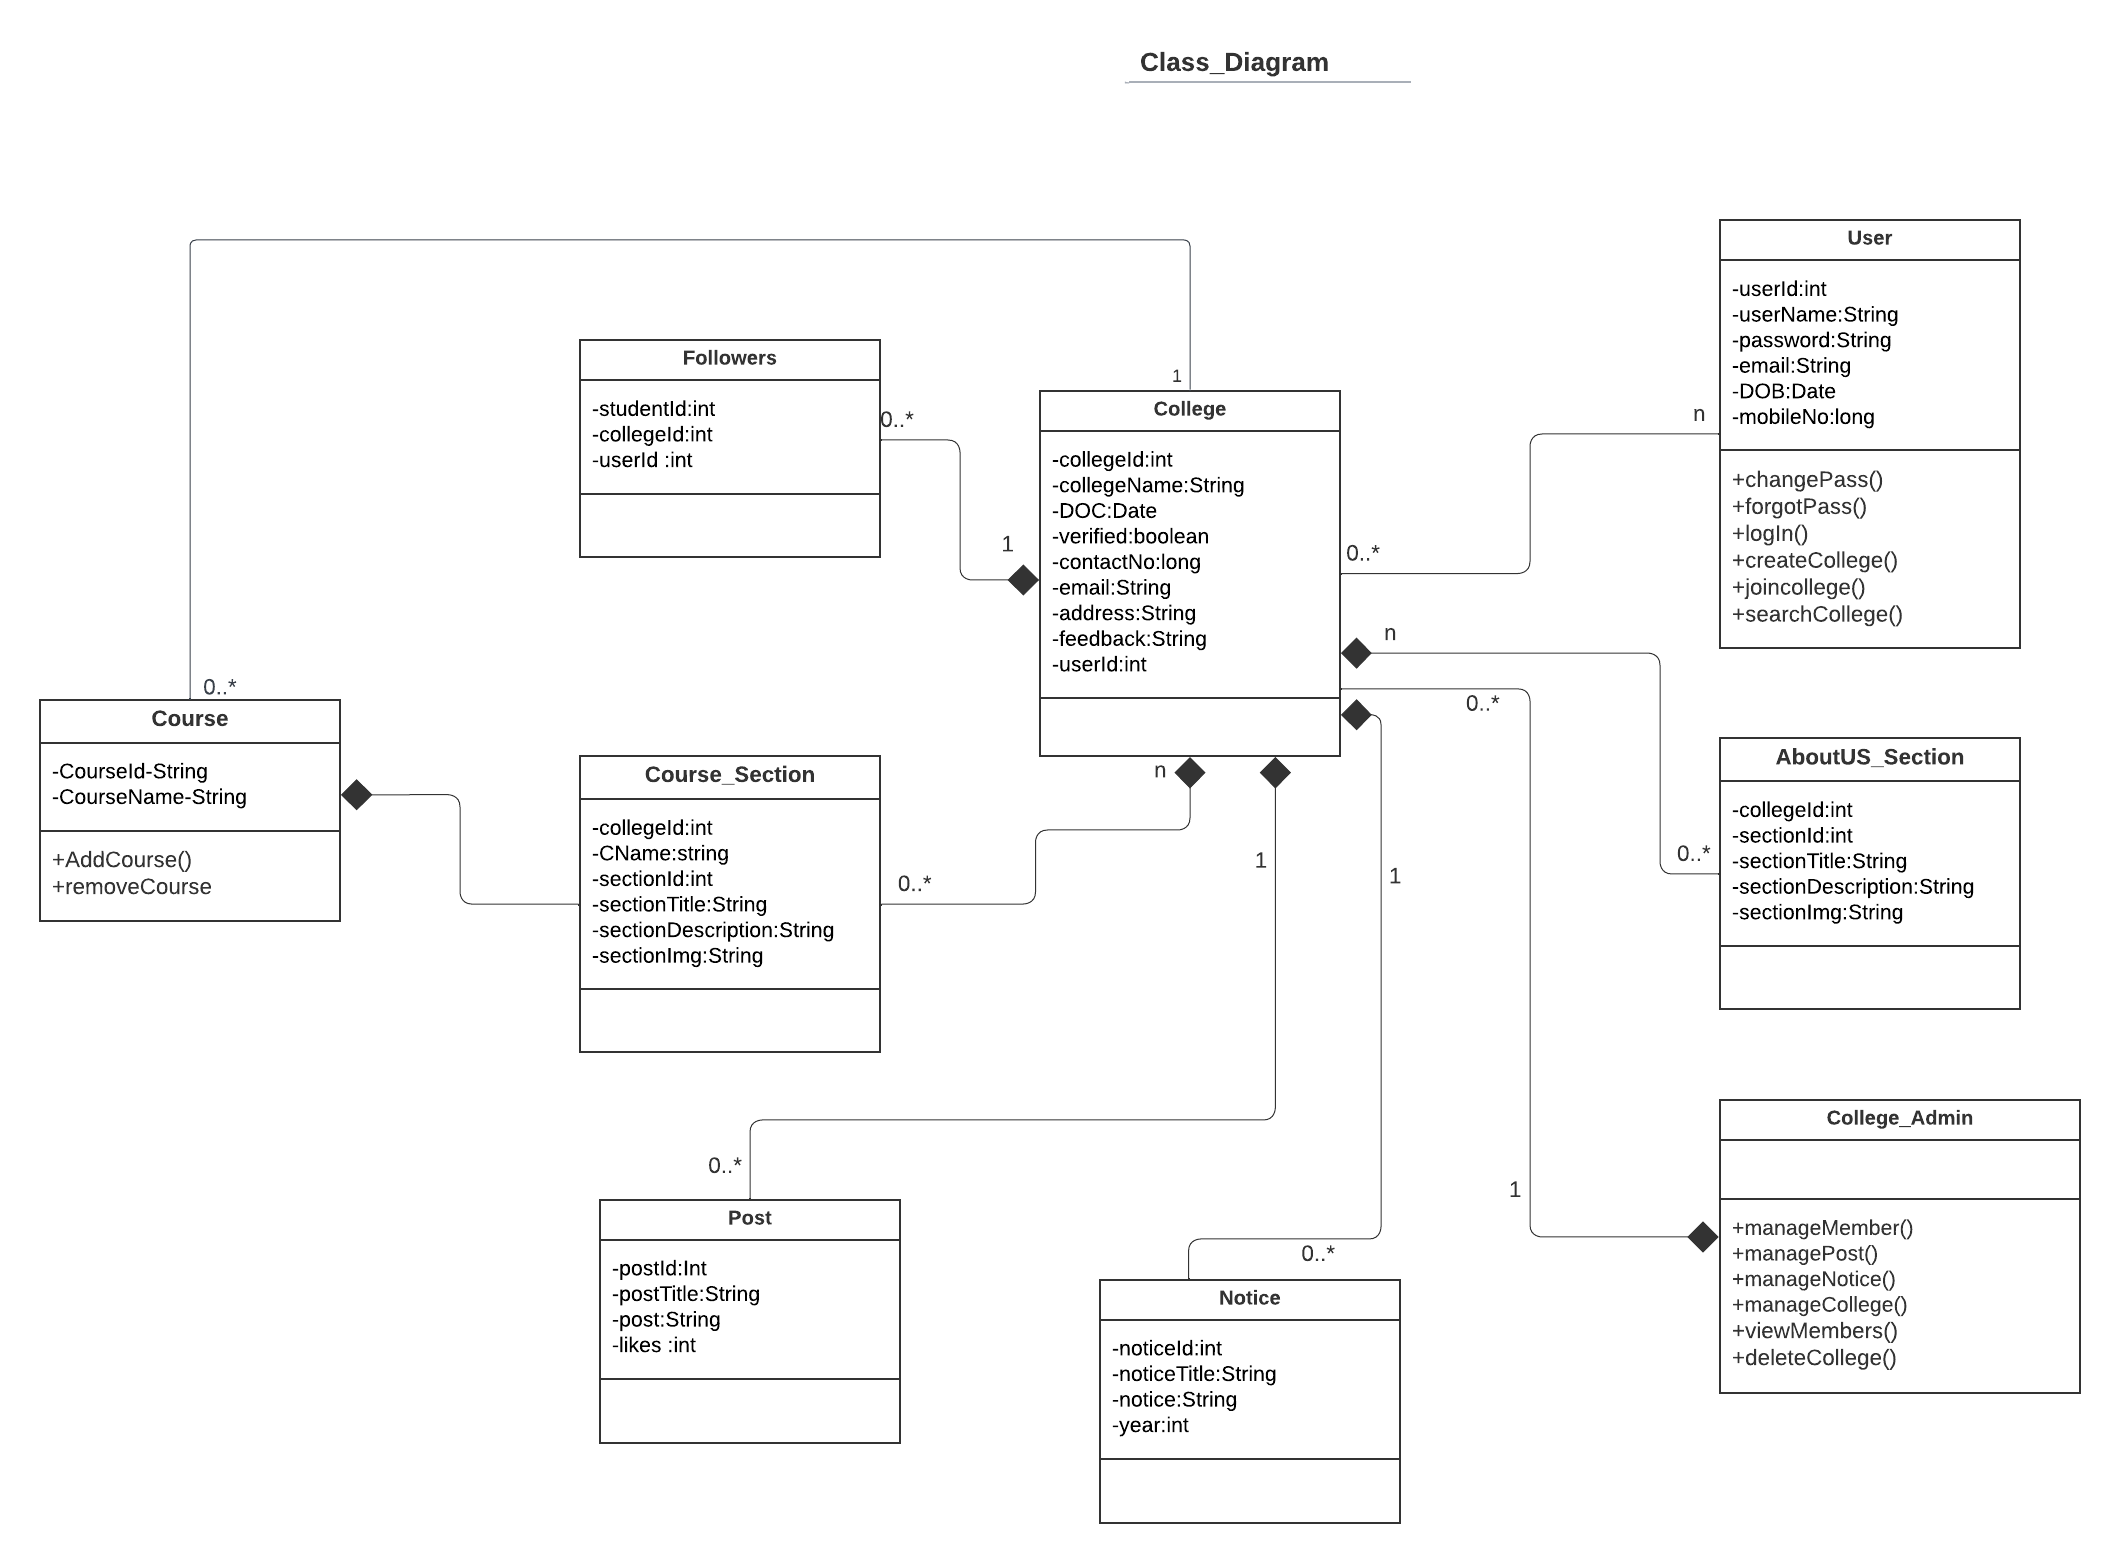 Class_Diagram
User
-userId:int
-userName:String
-password:String
-email:String
-DOB:Date
-mobileNo:long
+changePass()
+forgotPass()
+logIn()
+createCollege()
+joincollege()
+searchCollege()
Followers
-studentId:int
-collegeId:int
-userId :int
0..*
1
1
College
-collegeId:int
-collegeName:String
-DOC:Date
-verified:boolean
-contactNo:long
-email:String
-address:String
-feedback:String
-userId:int
n
0..*
n
0..*
0..*
Course
-CourseId-String
-CourseName-String
+AddCourse()
+removeCourse
Course_Section
-collegeId:int
-CName:string
-sectionId:int
-sectionTitle:String
-sectionDescription:String
-sectionImg:String
n
0..*
1
1
0..*
AboutUS_Section
-collegeId:int
-sectionId:int
-sectionTitle:String
-sectionDescription:String
-sectionImg:String
College_Admin
+manageMember()
+managePost()
+manageNotice()
+manageCollege()
+viewMembers()
+deleteCollege()
1
0..*
Post
-postId:Int
-postTitle:String
-post:String
-likes :int
0..*
Notice
-noticeId:int
-noticeTitle:String
-notice:String
-year:int